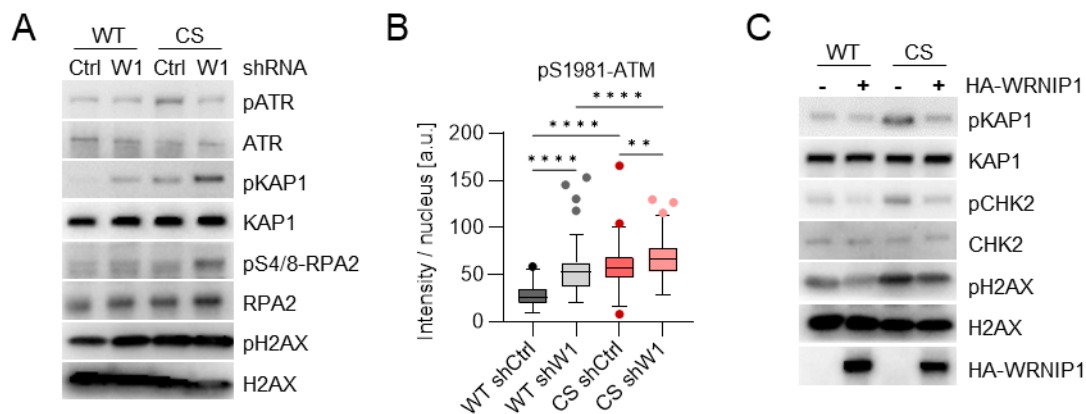 A
WT CS
Ctrl W1 Ctrl W1 shRNA
pATR
ATR
pKAP1
KAP1
pS4/8-RPA2
RPA2
pH2AX
H2AX
B
pS1981-ATM
Intensity / nucleus [a.u.]
* * * *
* * * *
* *
* * * *
200
150
100
50
0
WT shCtrl
WT shW1
CS shCtrl
CS shW1
C
WT CS
- + - + HA-WRNIP1
pKAP1
KAP1
pCHK2
CHK2
pH2AX
H2AX
HA-WRNIP1